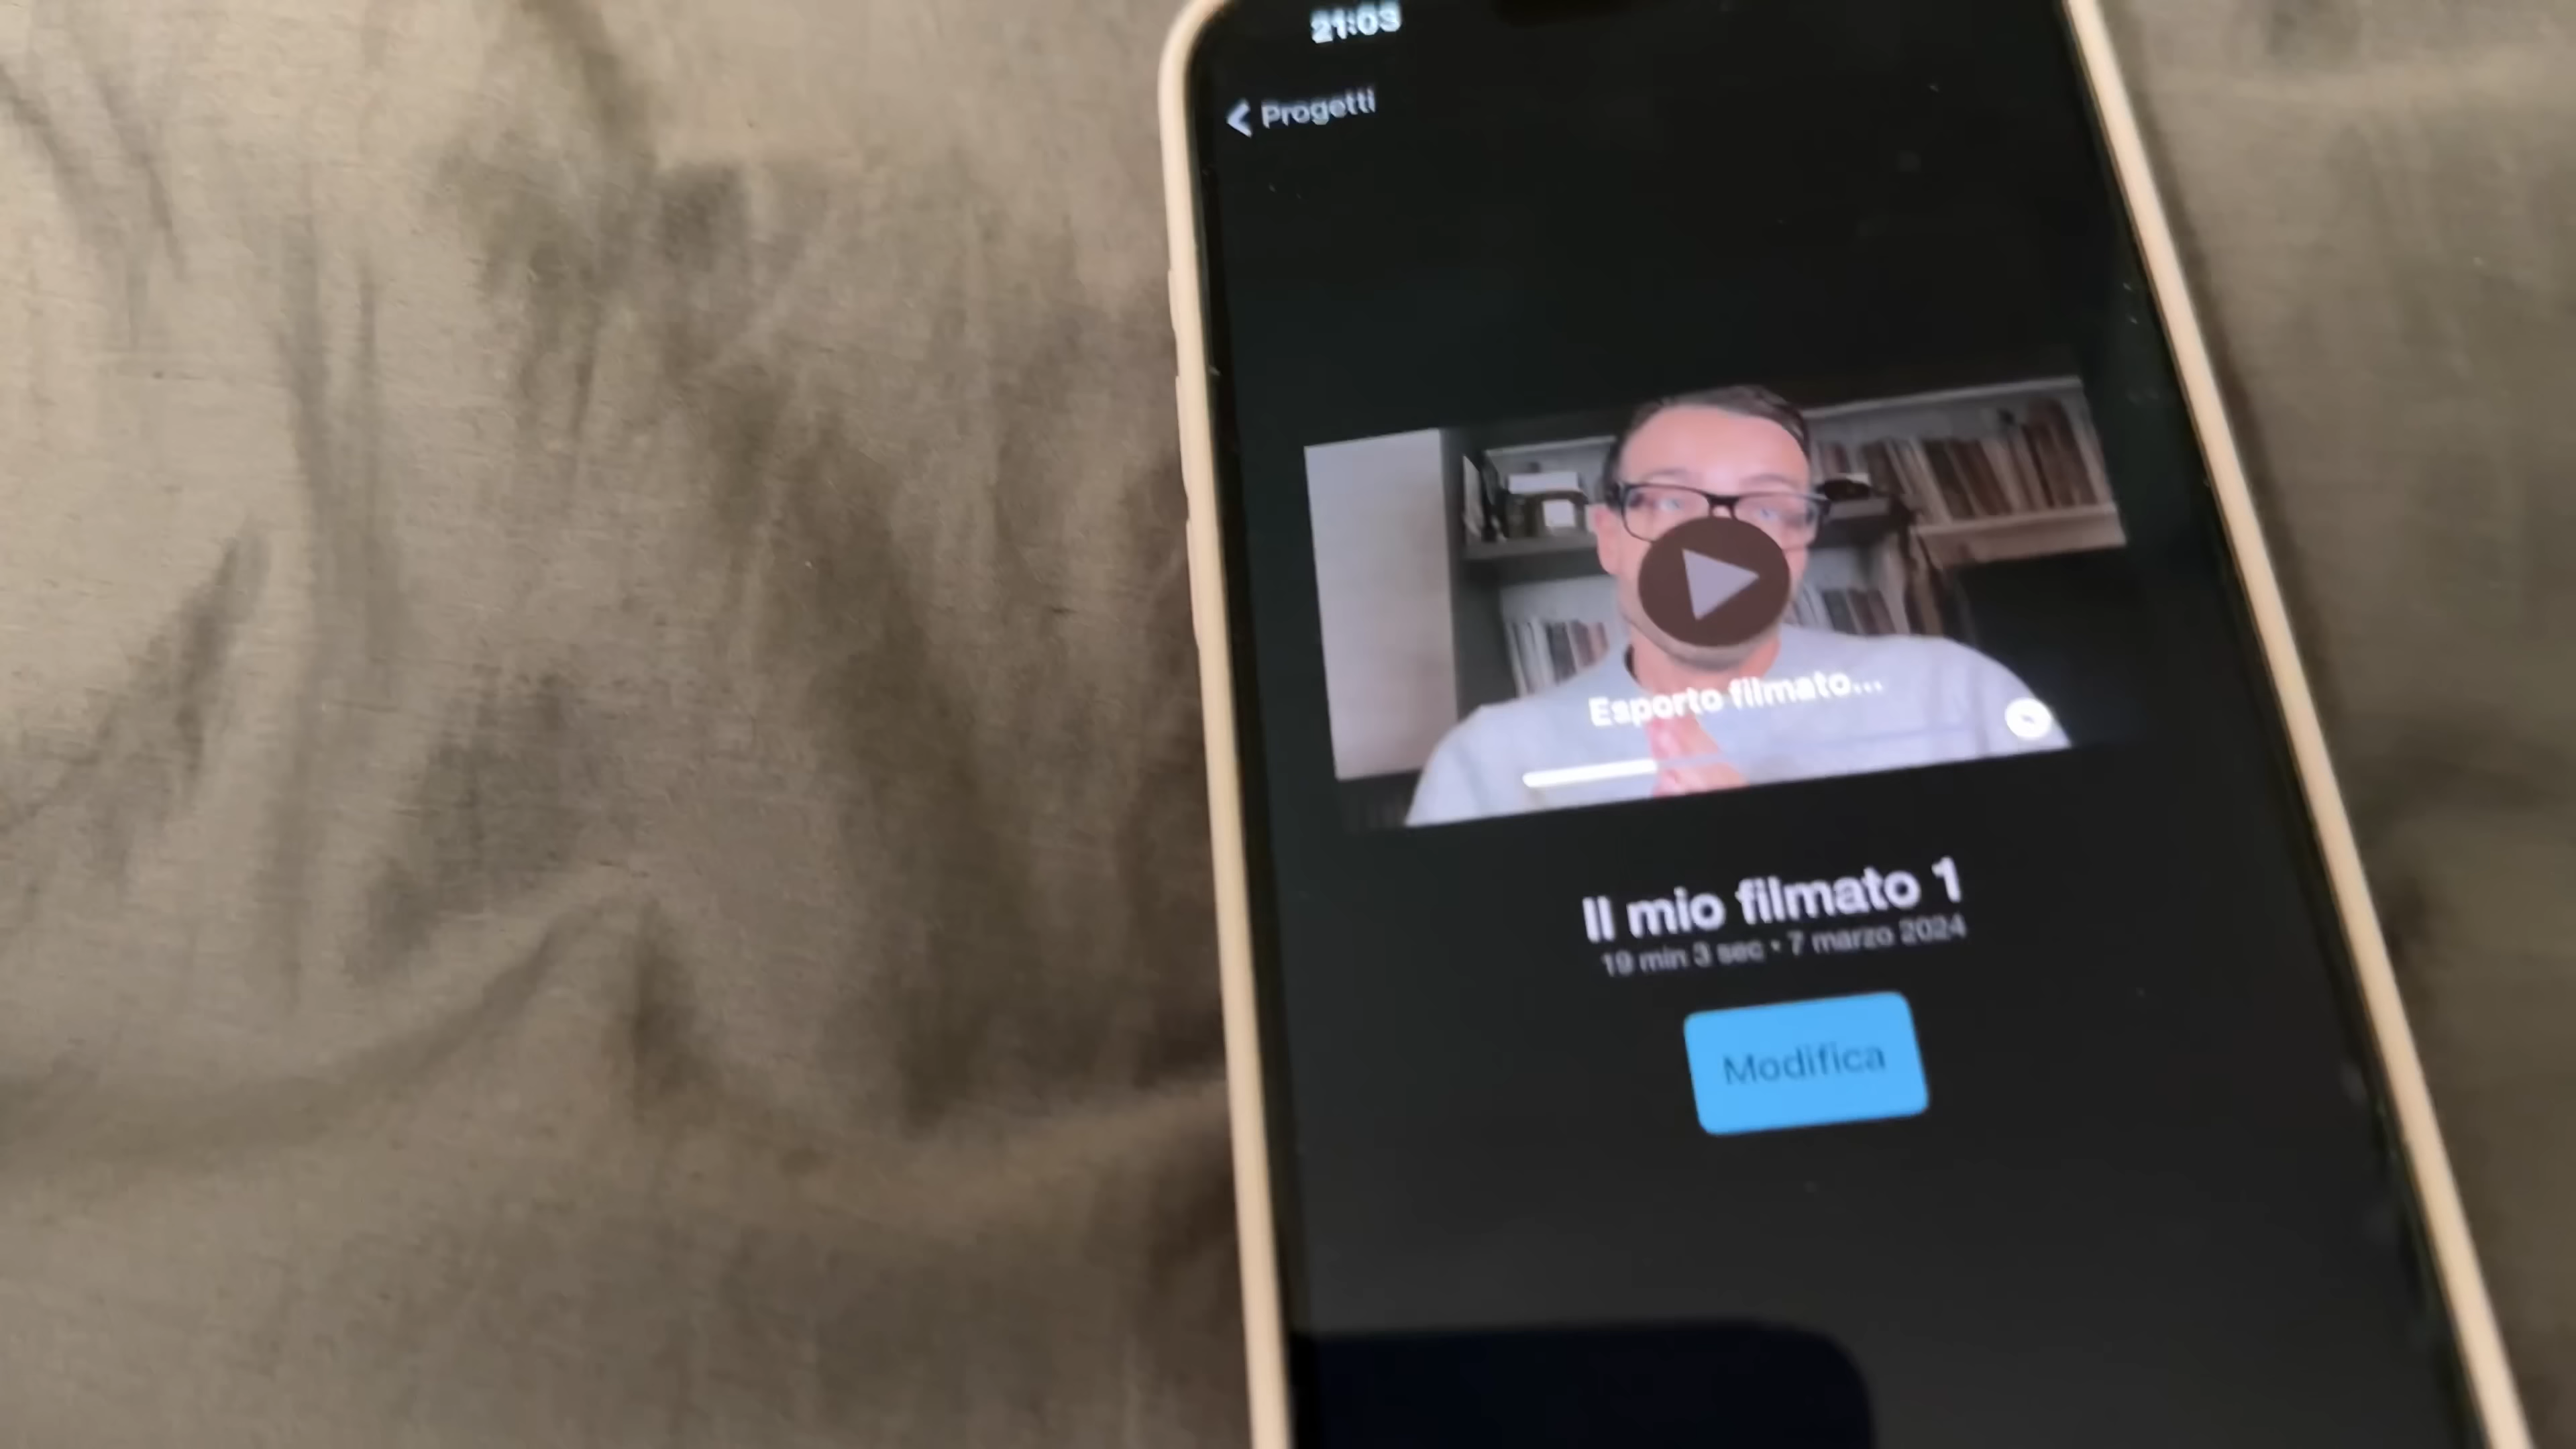 21:03
Progetti
Esporto filmato...
Il mio filmato 1
19 min 3 sec • 7 marzo 2024
Modifica